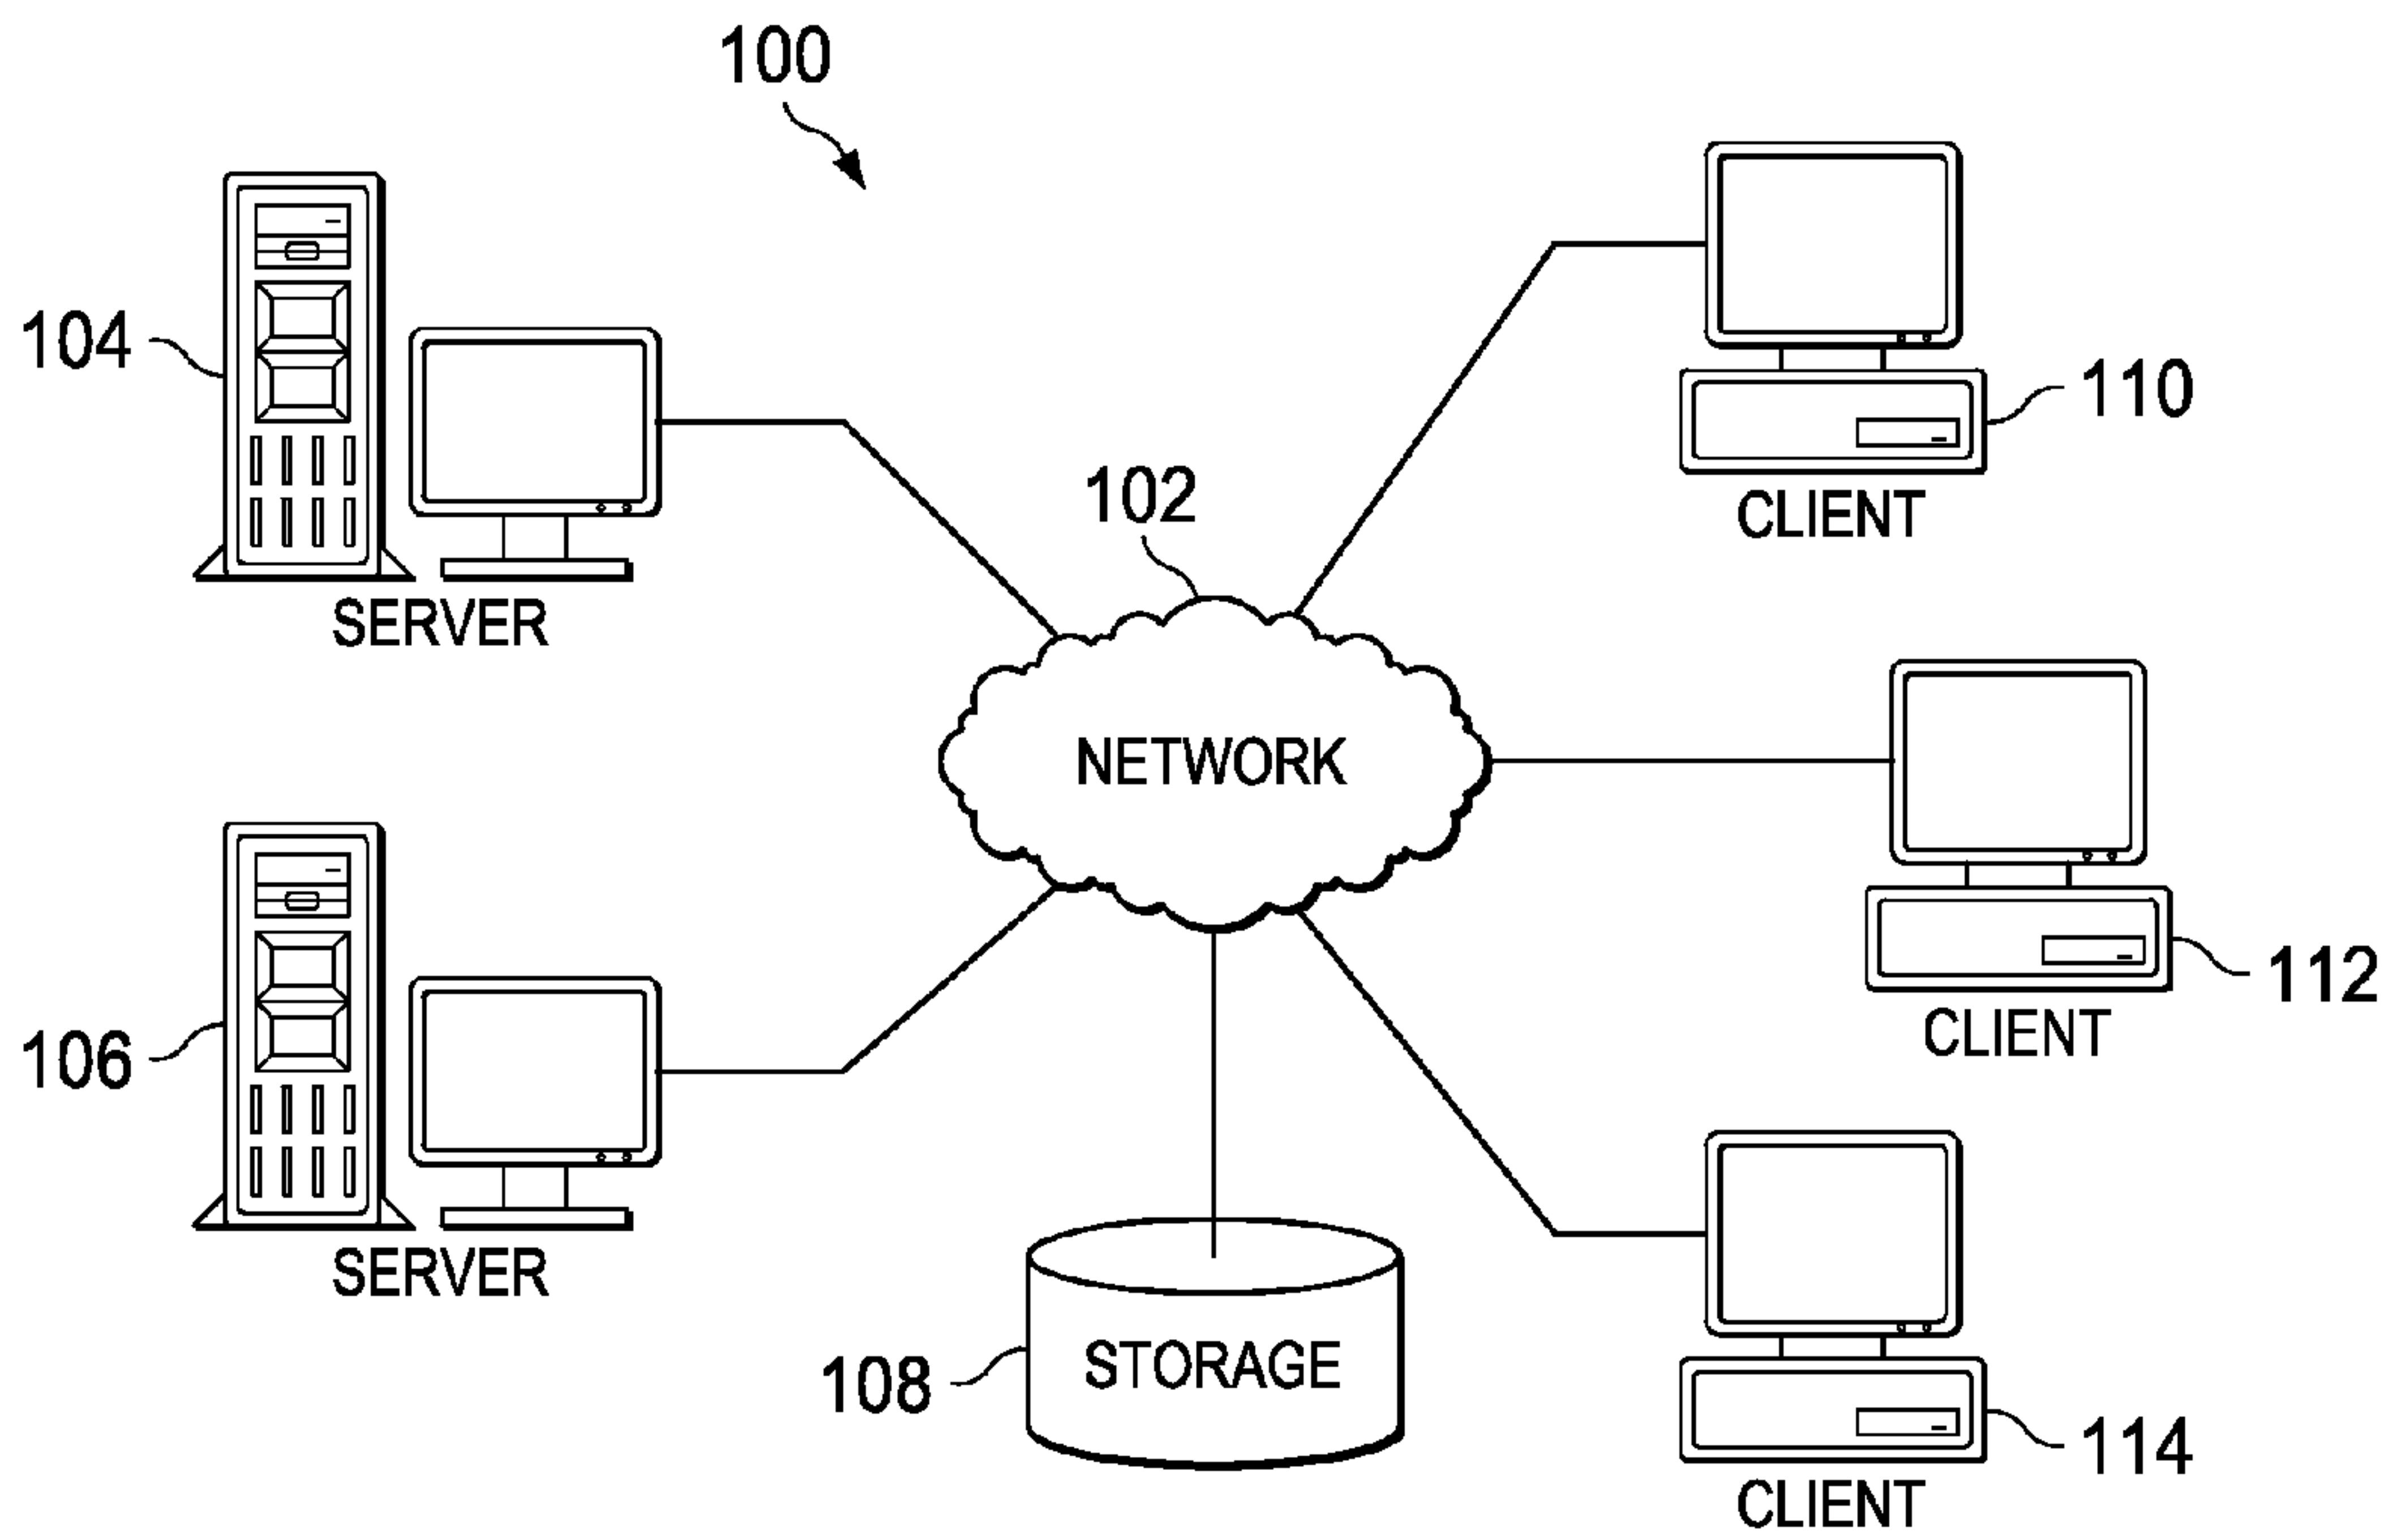 100
104
SERVER
110
CLIENT
102
NETWORK
112
CLIENT
106
SERVER
108
STORAGE
114
CLIENT